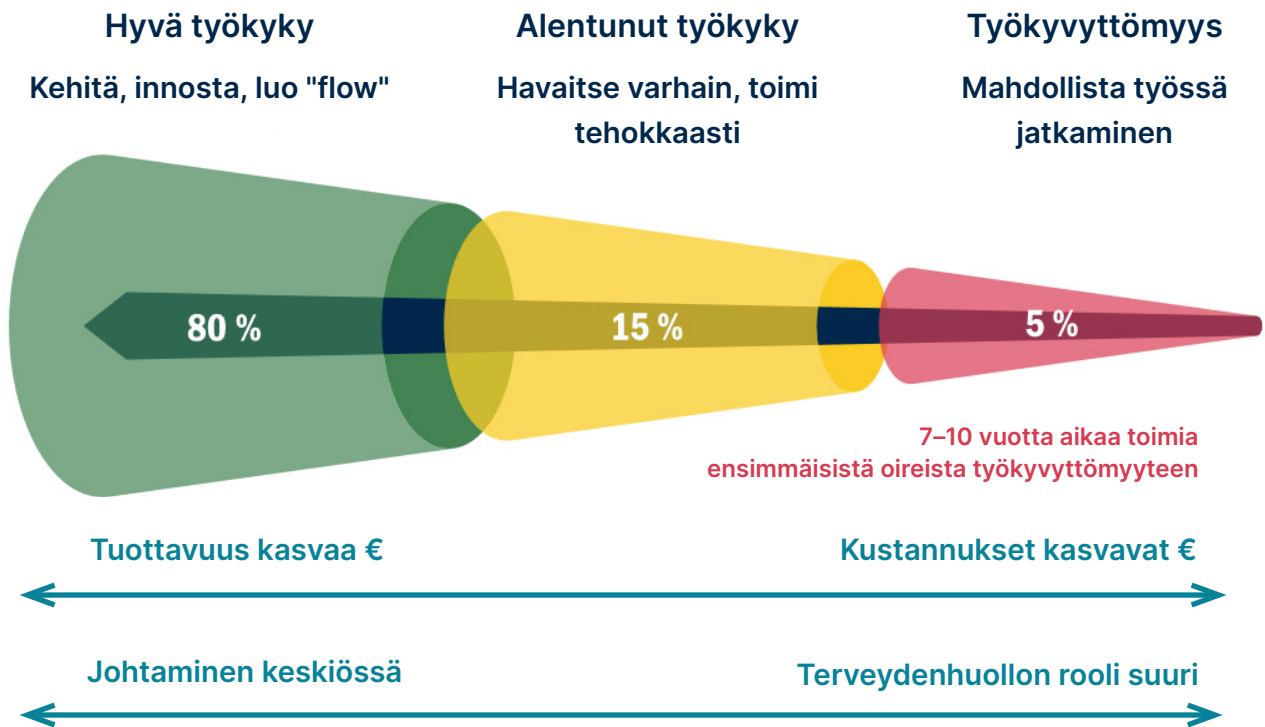 Hyvä työkyky
Alentunut työkyky
Työkyvyttömyys
Kehitä, innosta, luo "flow"
Havaitse varhain, toimi
tehokkaasti
Mahdollista työssä
jatkaminen
80 %
15 %
5 %
7–10 vuotta aikaa toimia
ensimmäisistä oireista työkyvyttömyyteen
Tuottavuus kasvaa €
Kustannukset kasvavat €
Johtaminen keskiössä
Terveydenhuollon rooli suuri